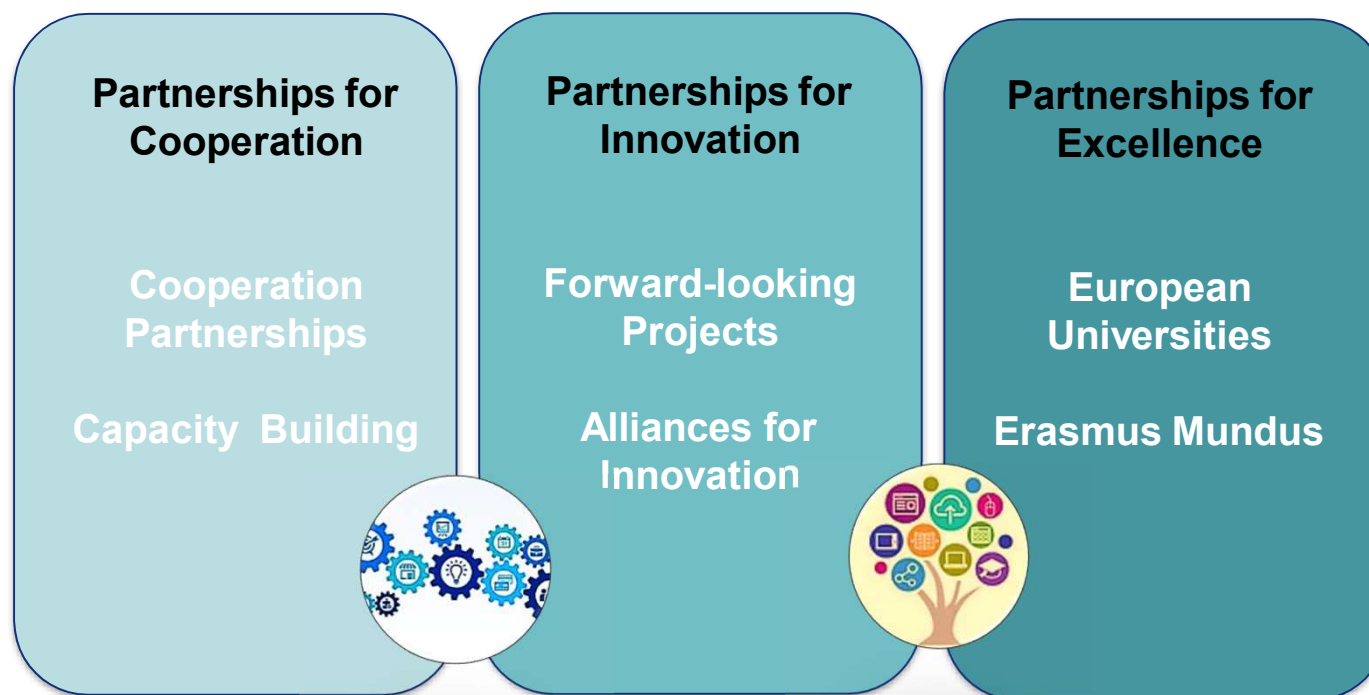 Partnerships for
Cooperation
Cooperation
Partnerships
Capacity Building
Partnerships for
Innovation
Forward-looking
Projects
Alliances for
Innovation
Partnerships for
Excellence
European
Universities
Erasmus Mundus